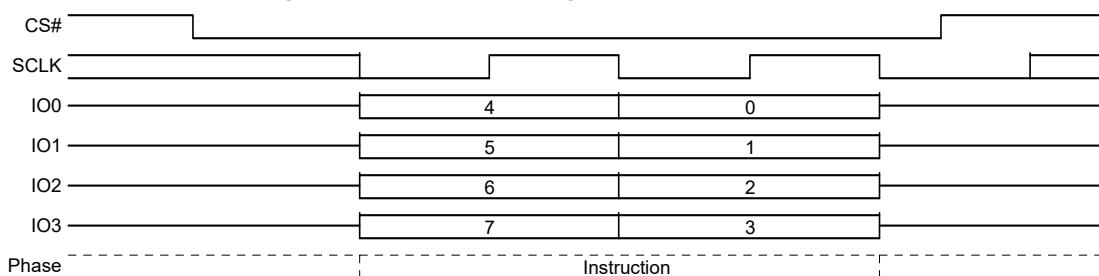 CS#
SCLK
IO0 4 0
IO1 5 1
IO2 6 2
IO3 7 3
Phase Instruction